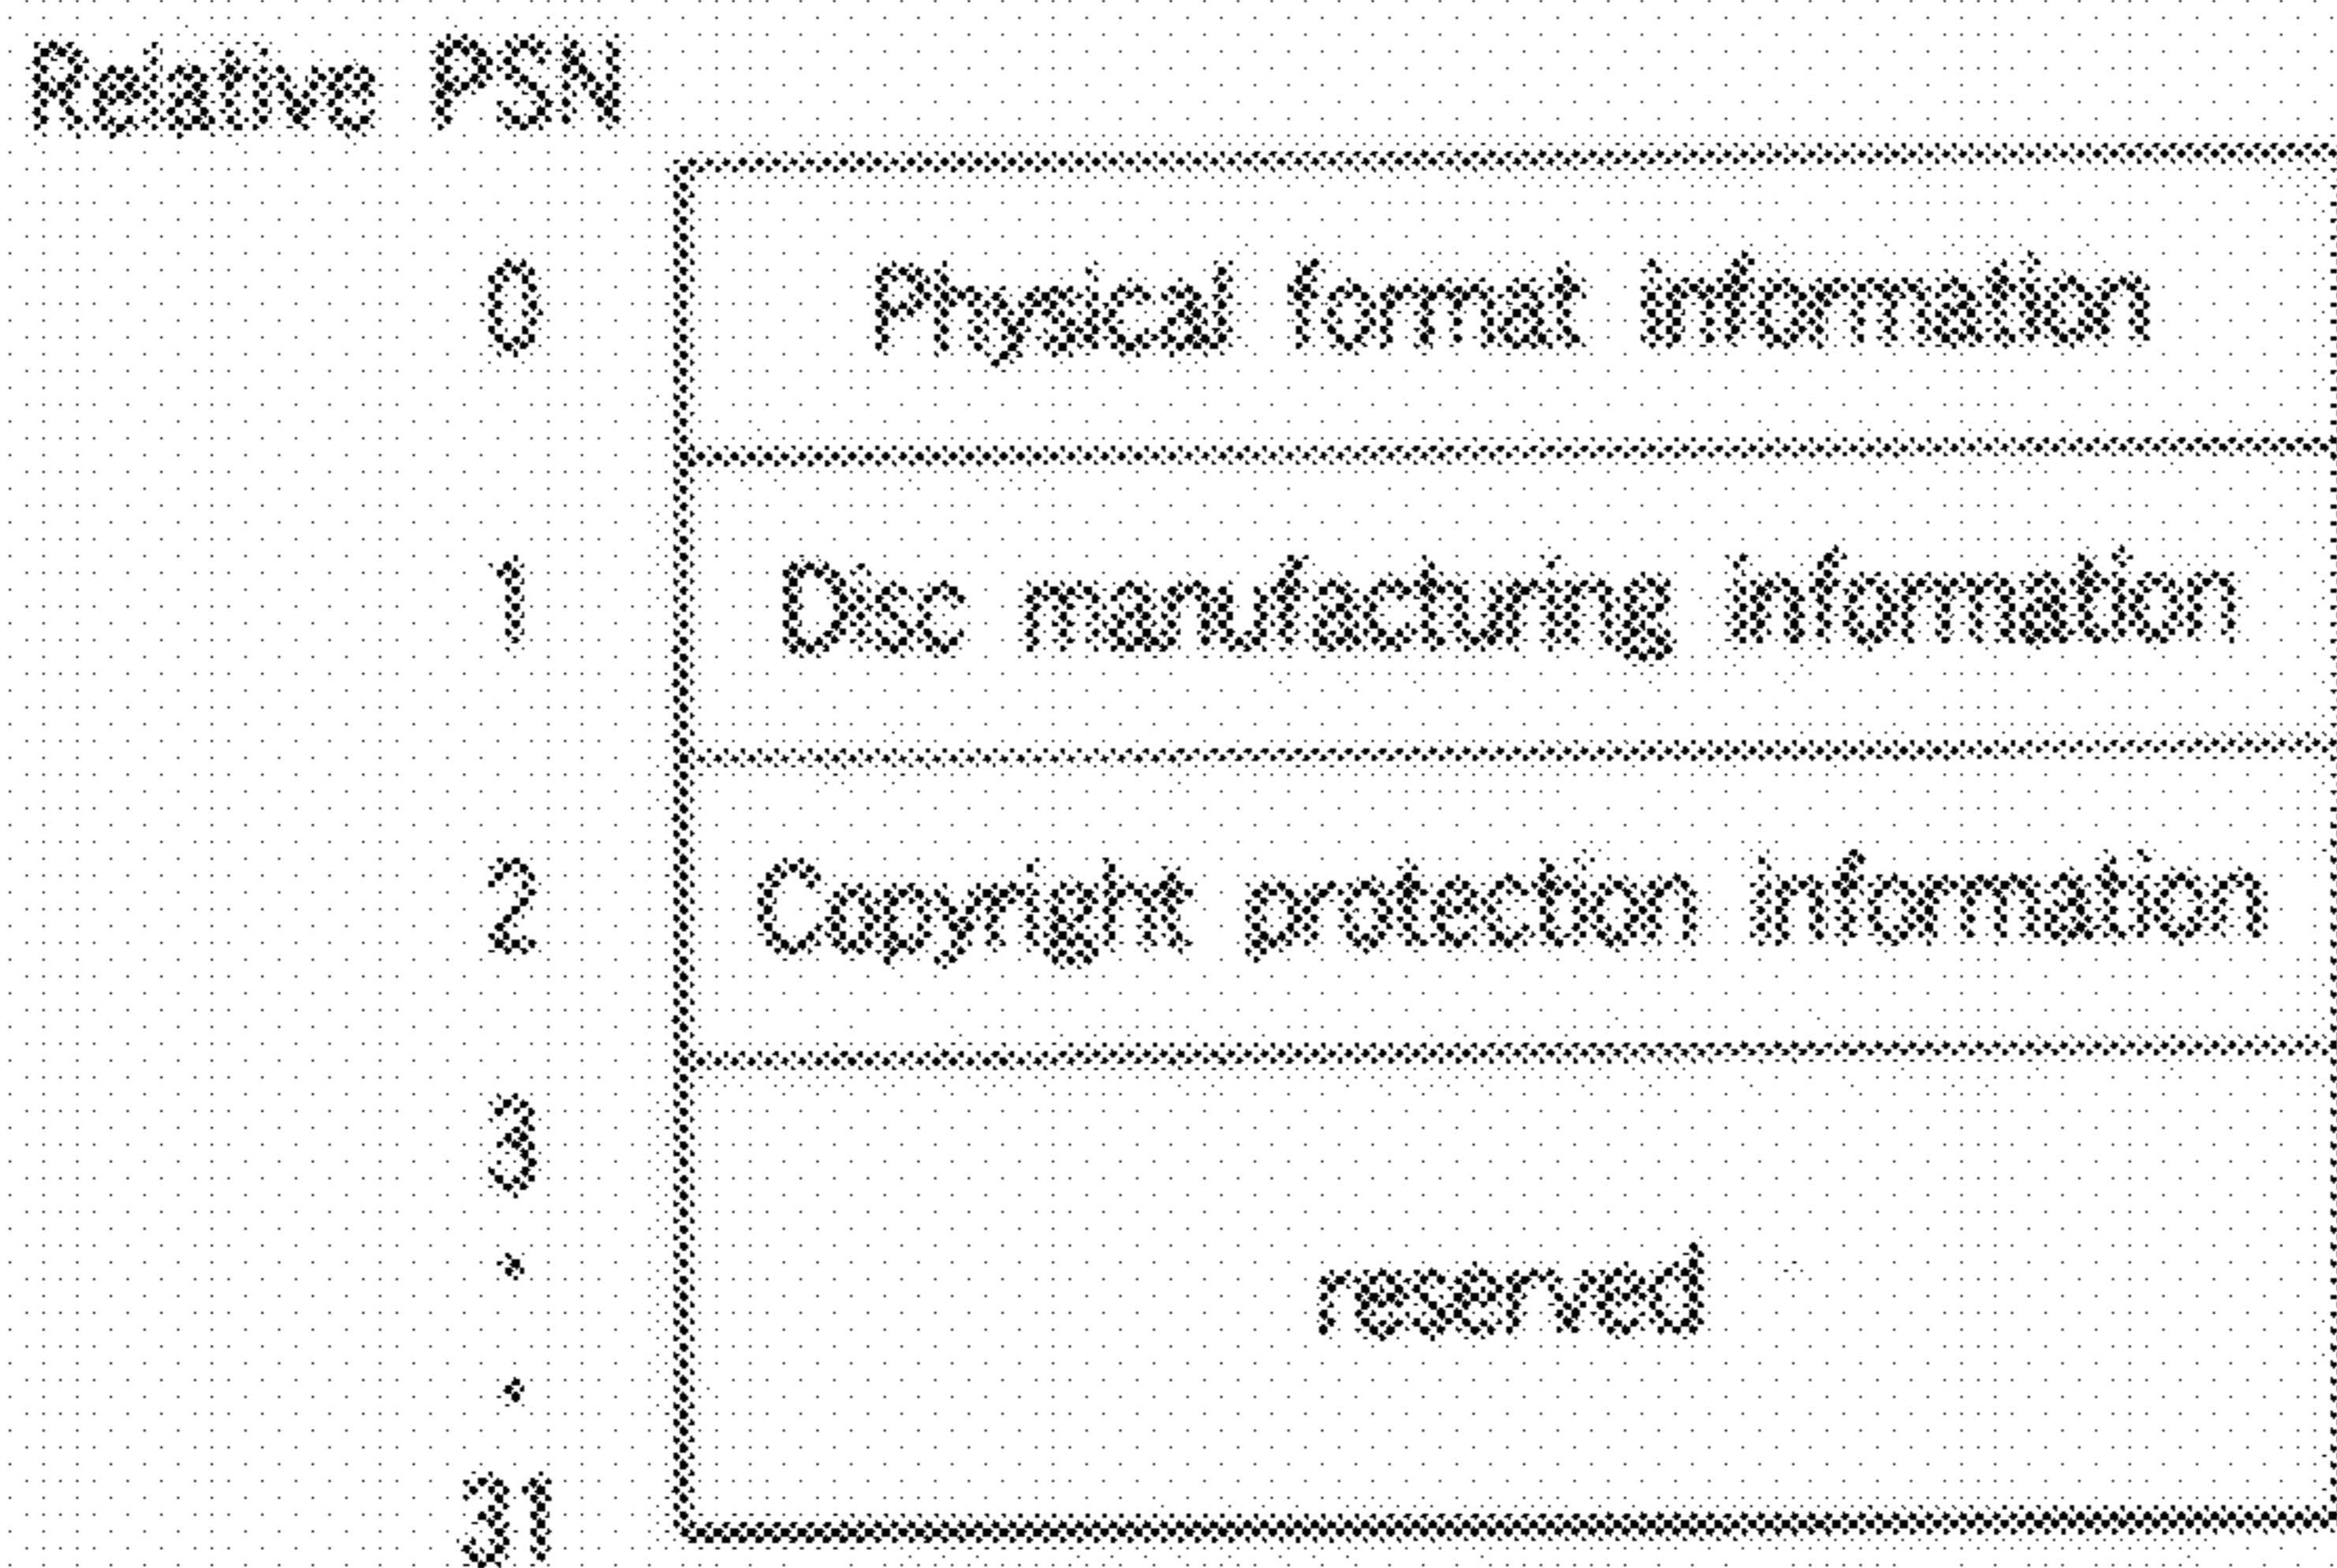 Relative PSN
0 Physical format information
1 Disc manufacturing information
2 Copyright protection information
3
·
reserved
·
31